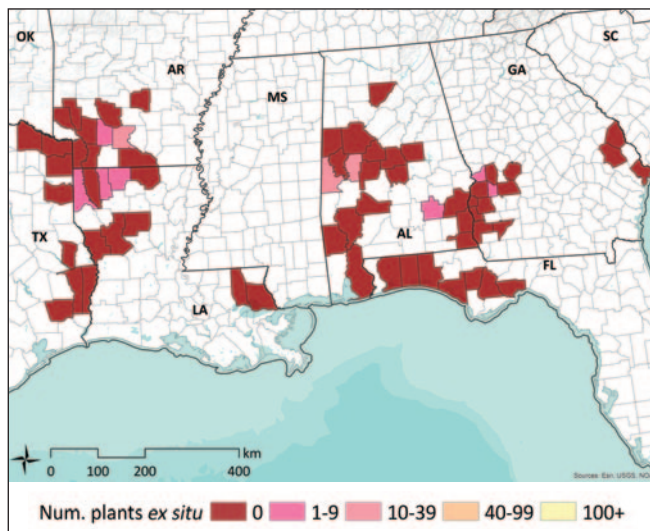 OK
SC
AR
GA
MS
TX
AL
FL
LA
km
0 100 200 400
Sources: Esri, USGS, NO
Num. plants ex situ 0 1-9 10-39 40-99 100+